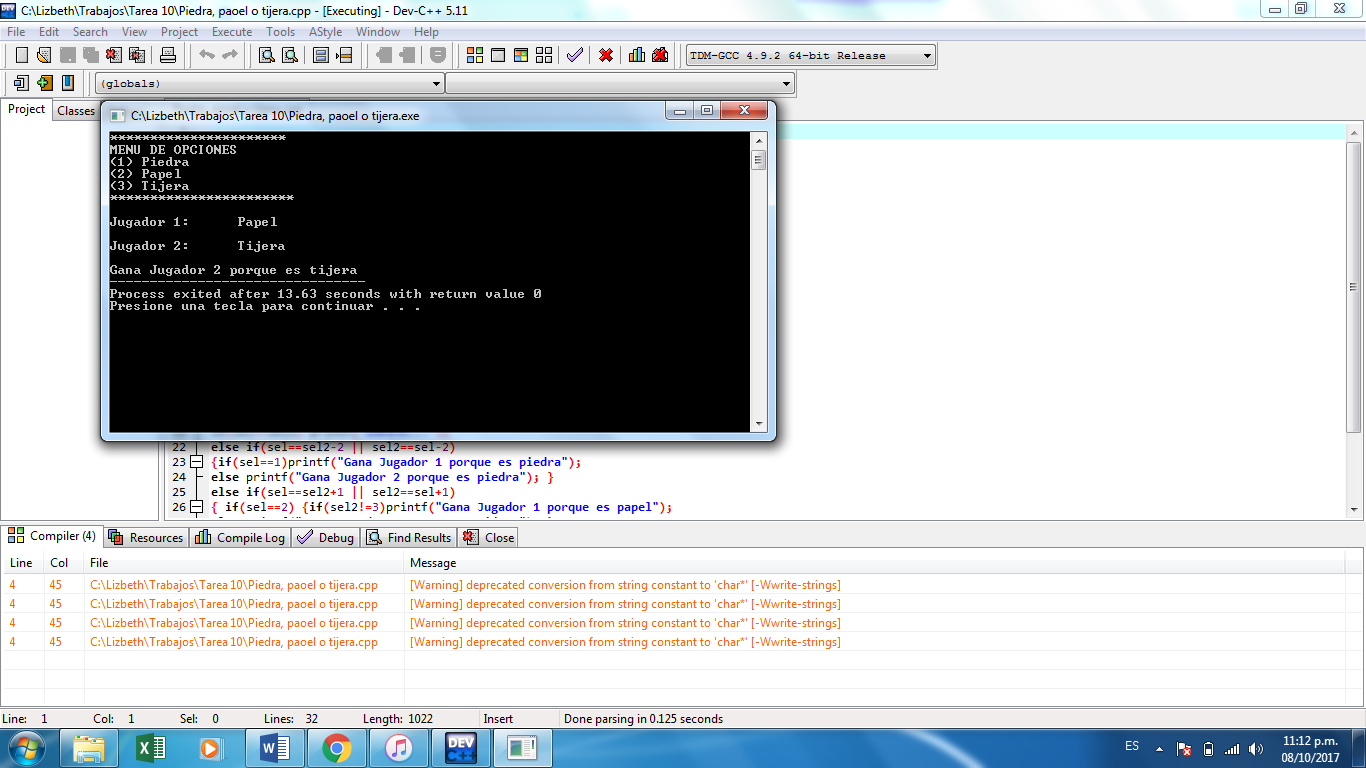 C:\Lizbeth\Trabajos\Tarea 10\Piedra, paoel o tijera.cpp - [Executing] - Dev-C++ 5.11
File Edit Search View Project Execute Tools AStyle Window Help
TDM-GCC 4.9.2 64-bit Release
(globals)
Project Classes
C:\Lizbeth\Trabajos\Tarea 10\Piedra, paoel o tijera.exe
**********************
MENU DE OPCIONES
(1) Piedra
(2) Papel
(3) Tijera
***********************
Jugador 1: Papel
Jugador 2: Tijera
Gana Jugador 2 porque es tijera
--------------------------------
Process exited after 13.63 seconds with return value 0
Presione una tecla para continuar . . .
22 else if(sel==sel2-2 || sel2==sel-2)
23 {if(sel==1)printf("Gana Jugador 1 porque es piedra");
24 else printf("Gana Jugador 2 porque es piedra"); }
25 else if(sel==sel2+1 || sel2==sel+1)
26 { if(sel==2) {if(sel2!=3)printf("Gana Jugador 1 porque es papel");
Compiler (4) Resources Compile Log Debug Find Results Close
Line Col File Message
4 45 C:\Lizbeth\Trabajos\Tarea 10\Piedra, paoel o tijera.cpp [Warning] deprecated conversion from string constant to 'char*' [-Wwrite-strings]
4 45 C:\Lizbeth\Trabajos\Tarea 10\Piedra, paoel o tijera.cpp [Warning] deprecated conversion from string constant to 'char*' [-Wwrite-strings]
4 45 C:\Lizbeth\Trabajos\Tarea 10\Piedra, paoel o tijera.cpp [Warning] deprecated conversion from string constant to 'char*' [-Wwrite-strings]
4 45 C:\Lizbeth\Trabajos\Tarea 10\Piedra, paoel o tijera.cpp [Warning] deprecated conversion from string constant to 'char*' [-Wwrite-strings]
Line: 1 Col: 1 Sel: 0 Lines: 32 Length: 1022 Insert Done parsing in 0.125 seconds
DEV C++ ES 11:12 p.m.
08/10/2017